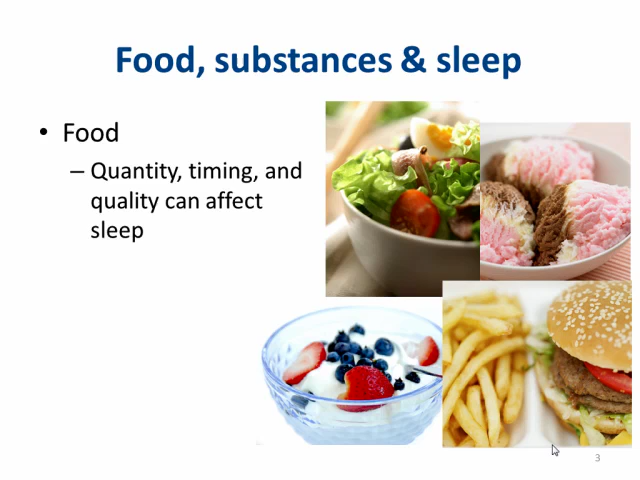 Food, substances & sleep
• Food
– Quantity, timing, and
quality can affect
sleep
3